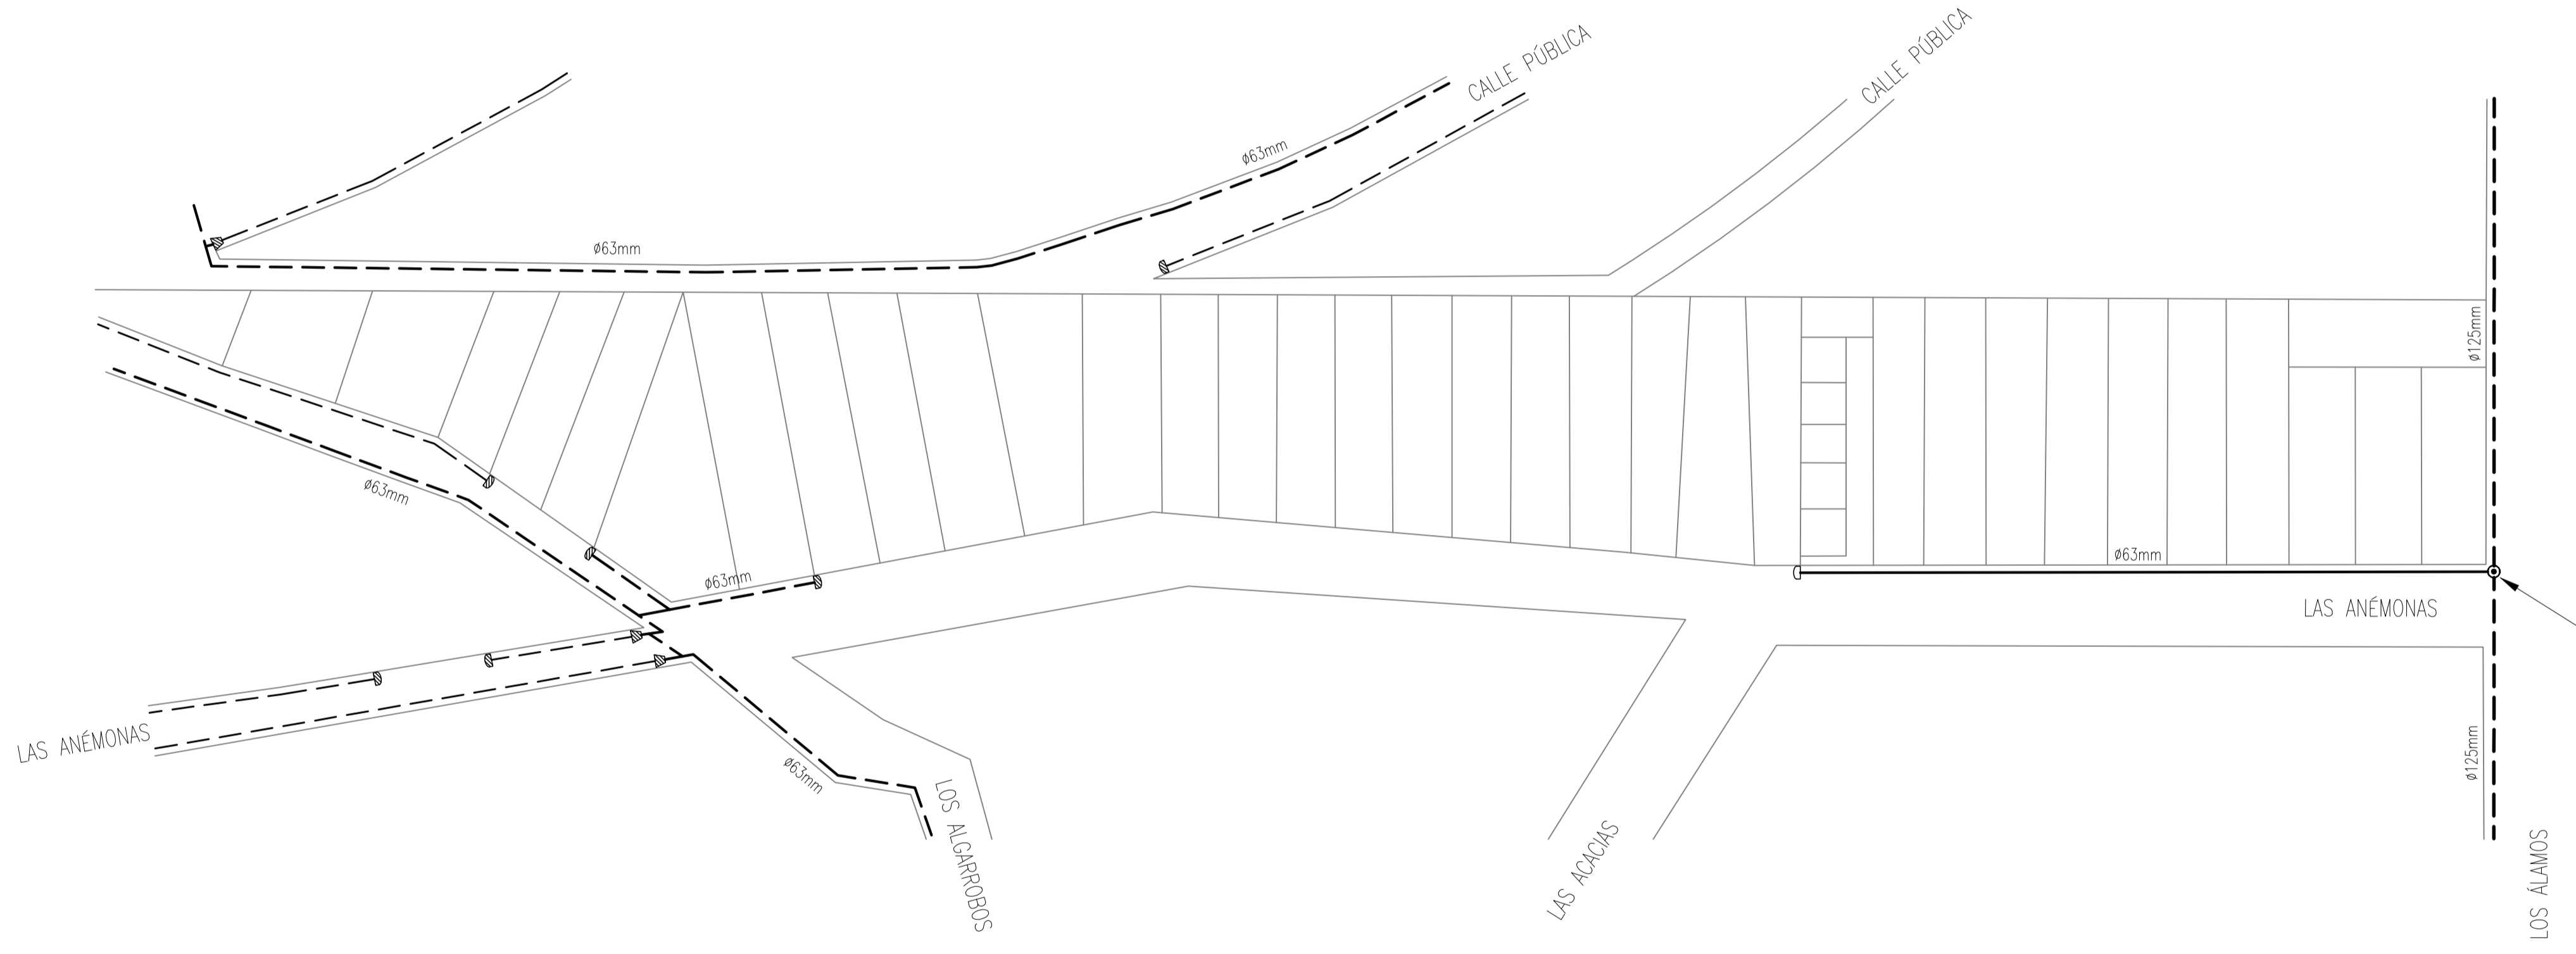 CALLE PÚBLICA
CALLE PÚBLICA
ø63mm
ø63mm
ø125mm
ø63mm
ø63mm
ø63mm
LAS ANÉMONAS
LAS ANÉMONAS
ø63mm
ø125mm
LOS ALGARROBOS
LAS ACACIAS
LOS ÁLAMOS